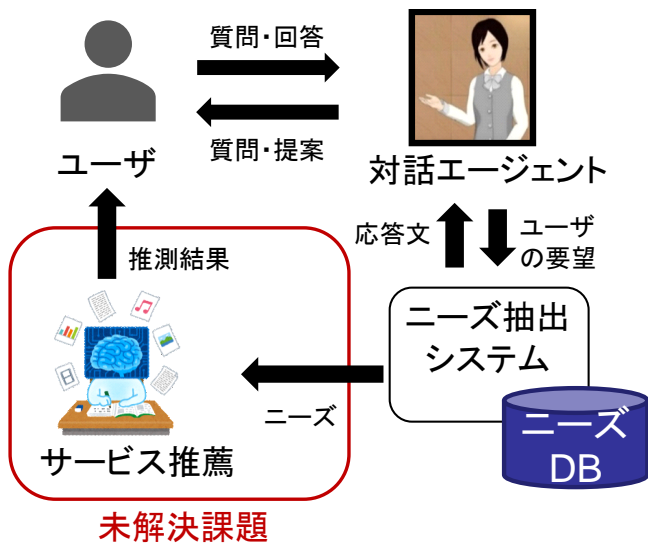 質問・回答
質問・提案
ユーザ
対話エージェント
推測結果
応答文
ユーザ
の要望
ニーズ抽出
システム
ニーズ
ニーズ
DB
サービス推薦
未解決課題